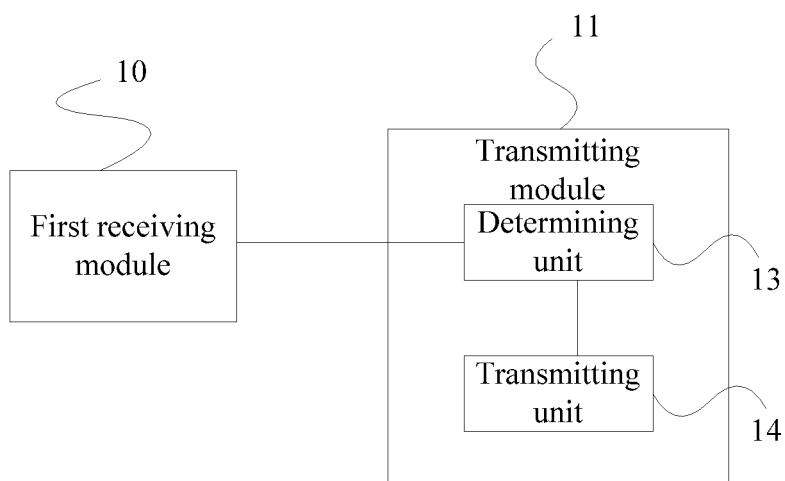 11
10
Transmitting
module
First receiving
module
Determining
unit
13
Transmitting
unit
14